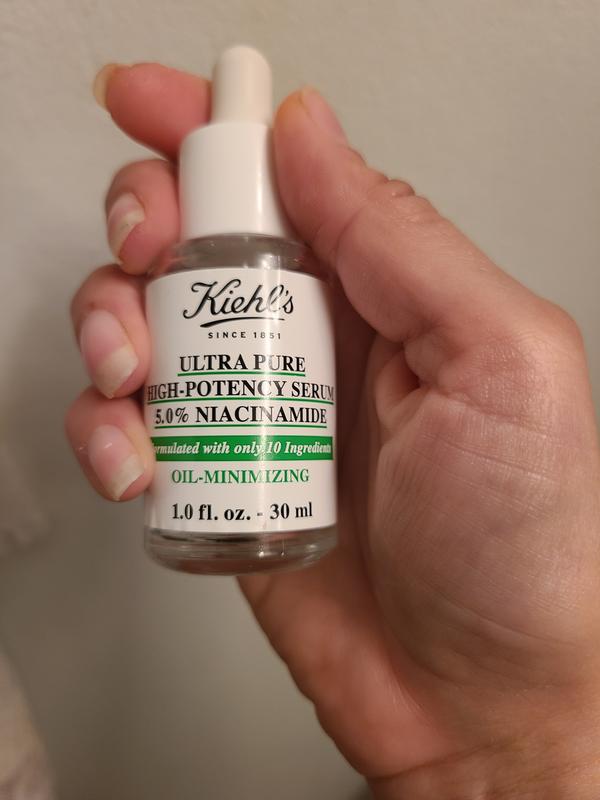 Kiehl's
SINCE 1851
ULTRA PURE
HIGH-POTENCY SERUM
5.0% NIACINAMIDE
ormulated with only 10 Ingredients
OIL-MINIMIZING
1.0 fl. oz. - 30 ml